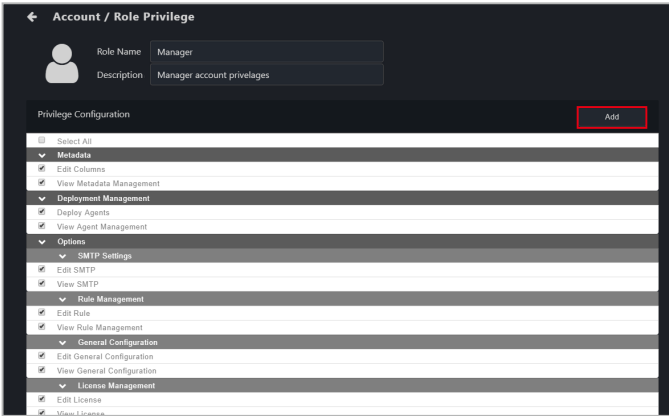 Account / Role Privilege
Role Name Manager
Description Manager account privelages
Privilege Configuration Add
Select All
Metadata
Edit Columns
View Metadata Management
Deployment Management
Deploy Agents
View Agent Management
Options
SMTP Settings
Edit SMTP
View SMTP
Rule Management
Edit Rule
View Rule Management
General Configuration
Edit General Configuration
View General Configuration
License Management
Edit License
View License